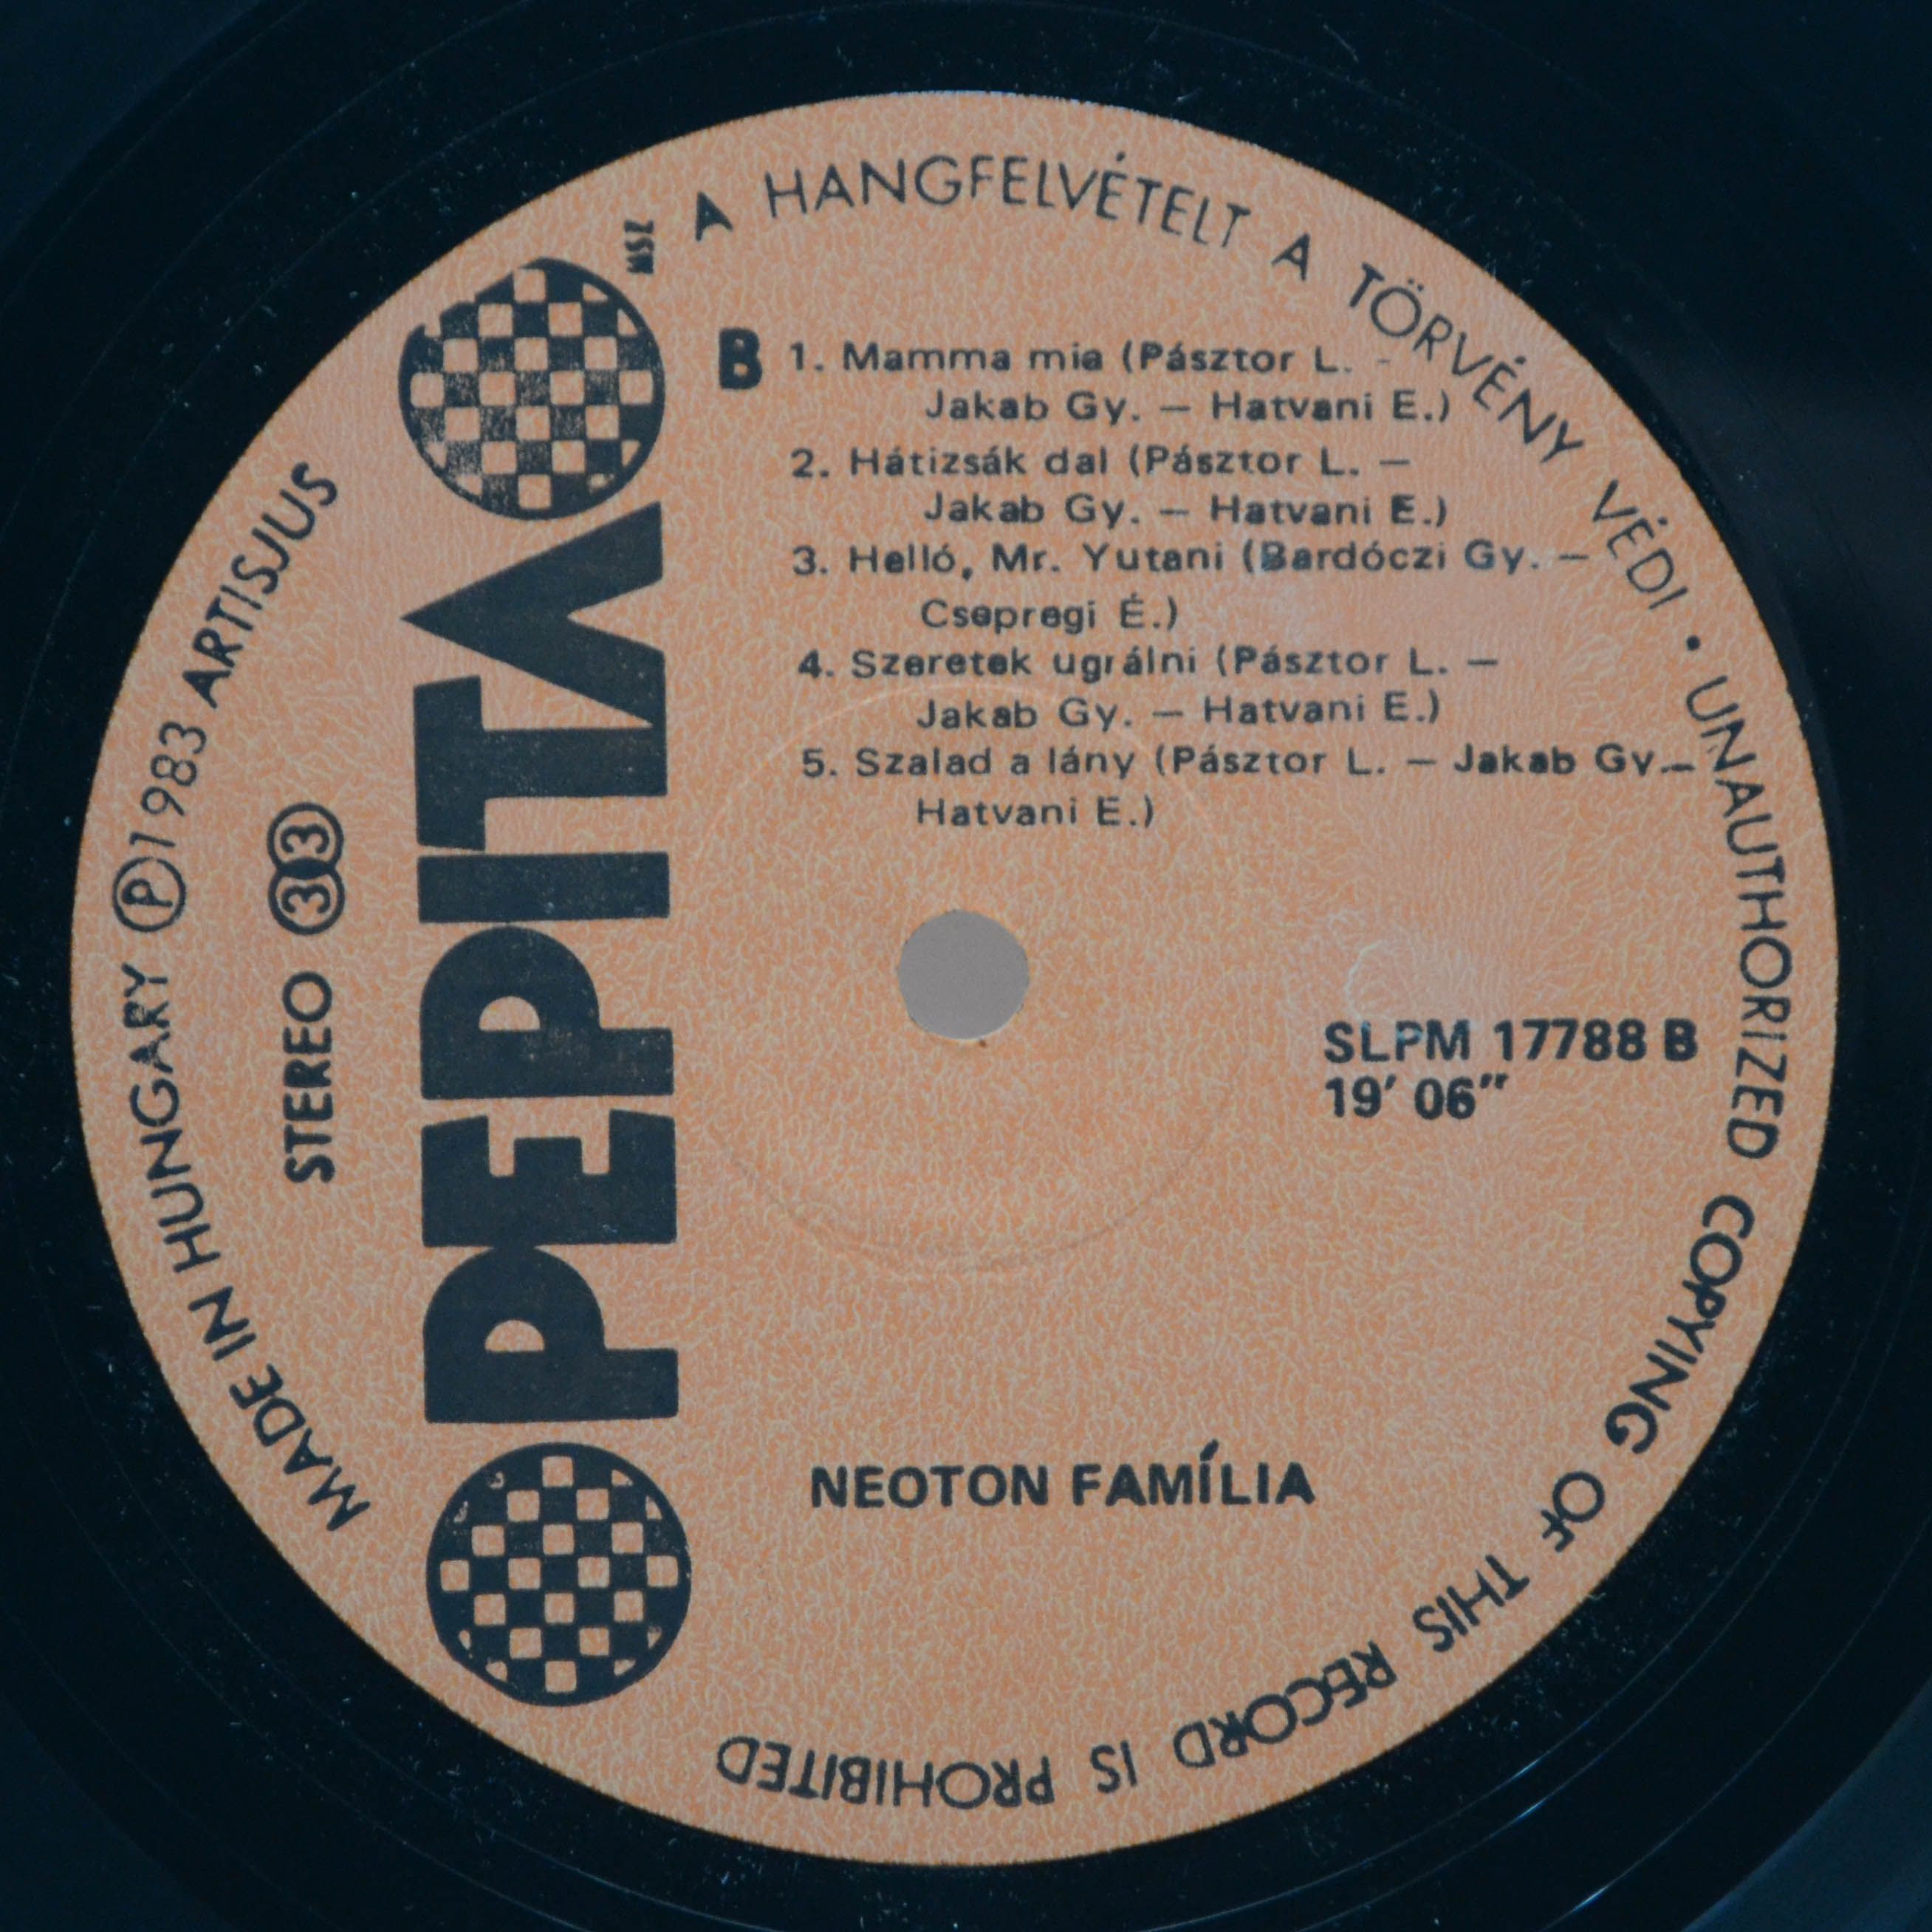 A HANGFELVÉTELT A TÖRVÉNY VÉDI • UNAUTHORIZED COPYING OF THIS RECORD IS PROHIBITED
MADE IN HUNGARY Ⓟ 1983 ARTISJUS
STEREO 33
PEPITA
MSZ
B
1. Mamma mia (Pásztor L. -
Jakab Gy. — Hatvani E.)
2. Hátizsák dal (Pásztor L. —
Jakab Gy. — Hatvani E.)
3. Helló, Mr. Yutani (Bardóczi Gy. —
Csepregi É.)
4. Szeretek ugrálni (Pásztor L. —
Jakab Gy. — Hatvani E.)
5. Szalad a lány (Pásztor L. — Jakab Gy.—
Hatvani E.)
SLPM 17788 B
19′ 06″
NEOTON FAMÍLIA